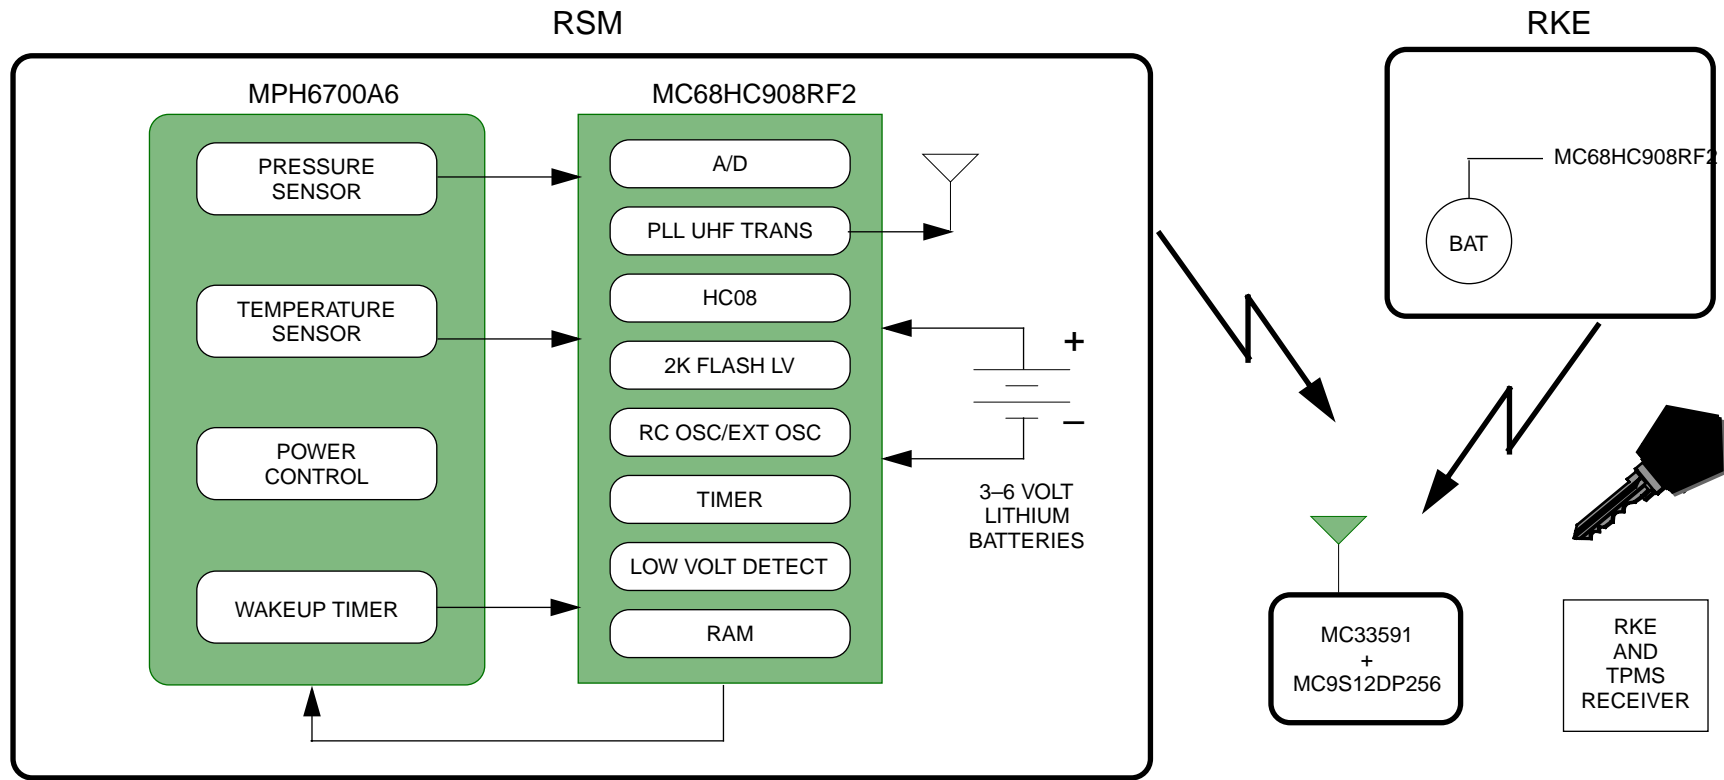 RSM
RKE
MPH6700A6
MC68HC908RF2
PRESSURE
SENSOR
TEMPERATURE
SENSOR
POWER
CONTROL
WAKEUP TIMER
A/D
PLL UHF TRANS
HC08
2K FLASH LV
RC OSC/EXT OSC
TIMER
LOW VOLT DETECT
RAM
+
–
3–6 VOLT
LITHIUM
BATTERIES
MC68HC908RF2
BAT
MC33591
+
MC9S12DP256
RKE
AND
TPMS
RECEIVER